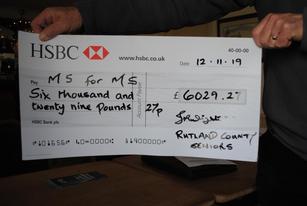 40-00-00
HSBC
www.hsbc.co.uk
Date 12-11-19
Pay MS for MS
Six thousand and
twenty nine Pounds 27p
£ 6029.27
HSBC Bank plc
RUTLAND COUNTY
SENIORS